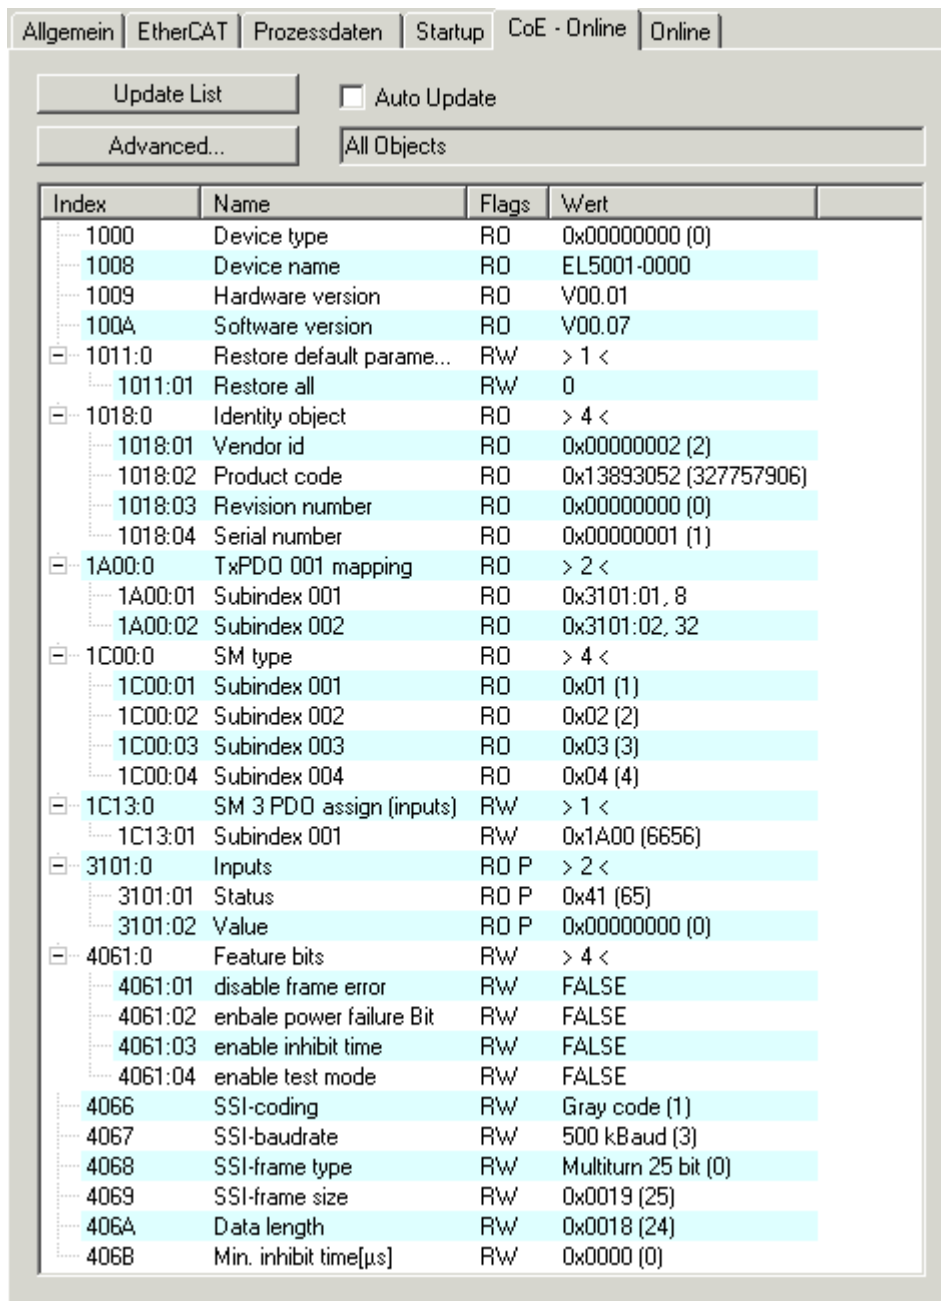 Allgemein EtherCAT Prozessdaten Startup CoE - Online Online
Update List Auto Update
Advanced... All Objects
Index Name Flags Wert
1000 Device type RO 0x00000000 (0)
1008 Device name RO EL5001-0000
1009 Hardware version RO V00.01
100A Software version RO V00.07
1011:0 Restore default parame... RW > 1 <
1011:01 Restore all RW 0
1018:0 Identity object RO > 4 <
1018:01 Vendor id RO 0x00000002 (2)
1018:02 Product code RO 0x13893052 (327757906)
1018:03 Revision number RO 0x00000000 (0)
1018:04 Serial number RO 0x00000001 (1)
1A00:0 TxPDO 001 mapping RO > 2 <
1A00:01 Subindex 001 RO 0x3101:01, 8
1A00:02 Subindex 002 RO 0x3101:02, 32
1C00:0 SM type RO > 4 <
1C00:01 Subindex 001 RO 0x01 (1)
1C00:02 Subindex 002 RO 0x02 (2)
1C00:03 Subindex 003 RO 0x03 (3)
1C00:04 Subindex 004 RO 0x04 (4)
1C13:0 SM 3 PDO assign (inputs) RW > 1 <
1C13:01 Subindex 001 RW 0x1A00 (6656)
3101:0 Inputs RO P > 2 <
3101:01 Status RO P 0x41 (65)
3101:02 Value RO P 0x00000000 (0)
4061:0 Feature bits RW > 4 <
4061:01 disable frame error RW FALSE
4061:02 enbale power failure Bit RW FALSE
4061:03 enable inhibit time RW FALSE
4061:04 enable test mode RW FALSE
4066 SSI-coding RW Gray code (1)
4067 SSI-baudrate RW 500 kBaud (3)
4068 SSI-frame type RW Multiturn 25 bit (0)
4069 SSI-frame size RW 0x0019 (25)
406A Data length RW 0x0018 (24)
406B Min. inhibit time[µs] RW 0x0000 (0)